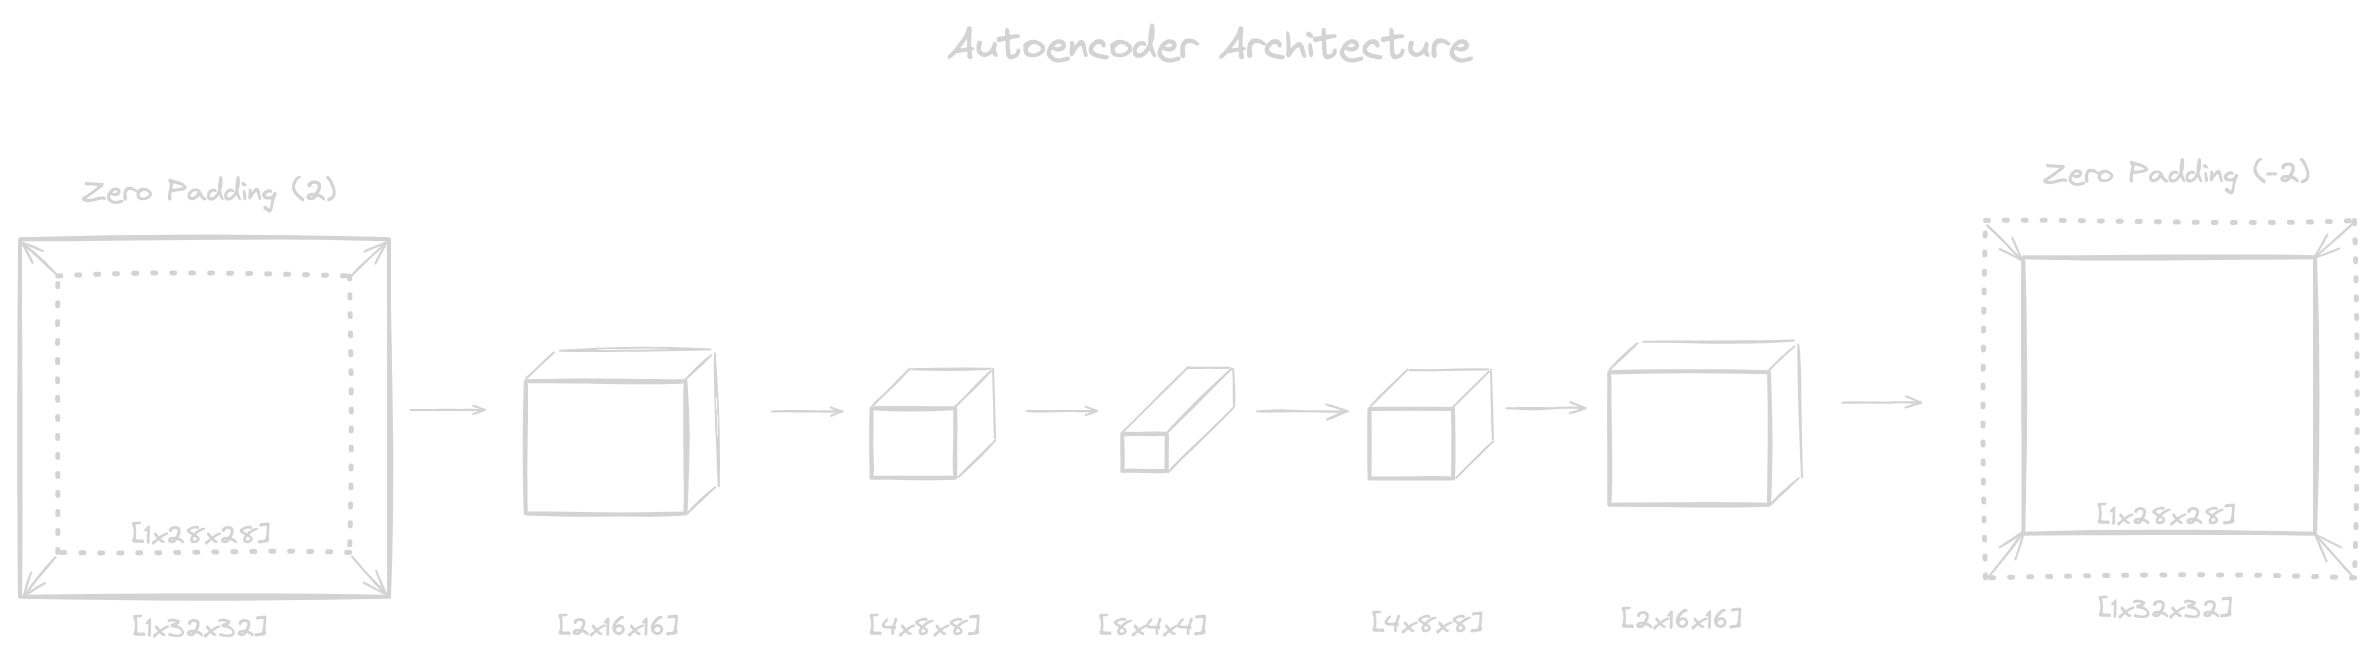 Autoencoder Architecture
Zero Padding (2)
Zero Padding (-2)
[1x28x28]
[1x28x28]
[1x32x32]
[2x16x16]
[4x8x8]
[8x4x4]
[4x8x8]
[2x16x16]
[1x32x32]